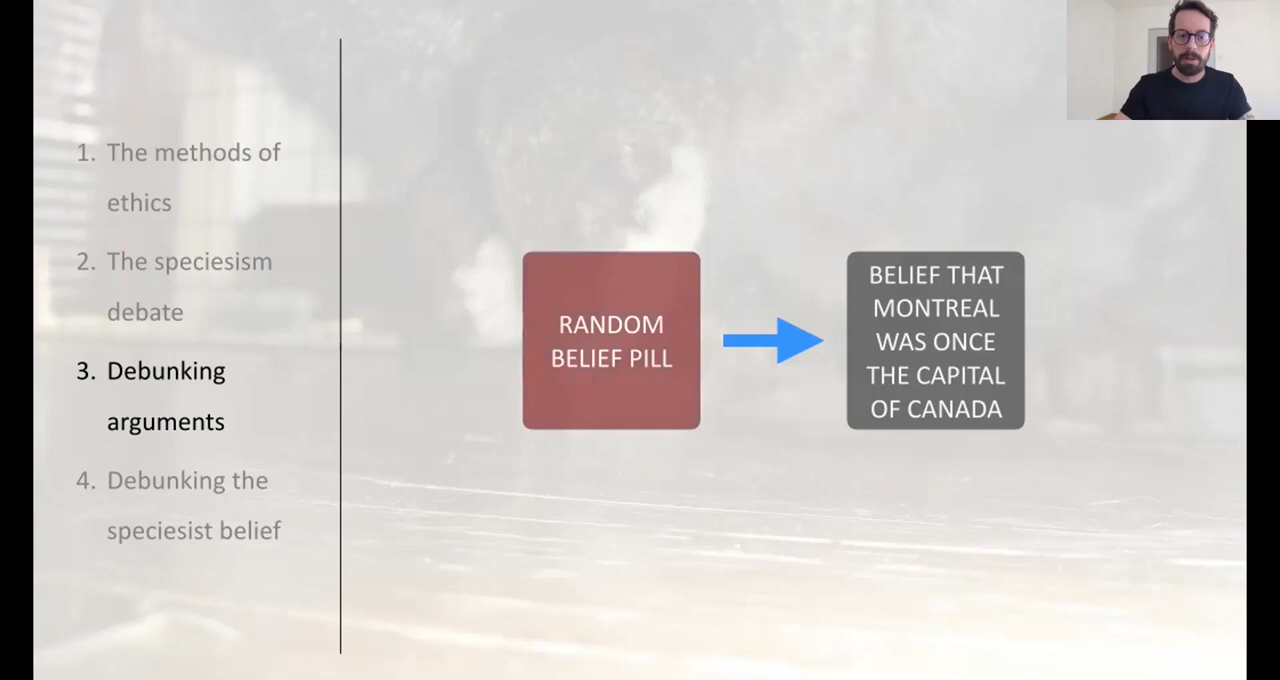 1. The methods of
ethics
2. The speciesism
debate
3. Debunking
arguments
4. Debunking the
speciesist belief
RANDOM
BELIEF PILL
BELIEF THAT
MONTREAL
WAS ONCE
THE CAPITAL
OF CANADA